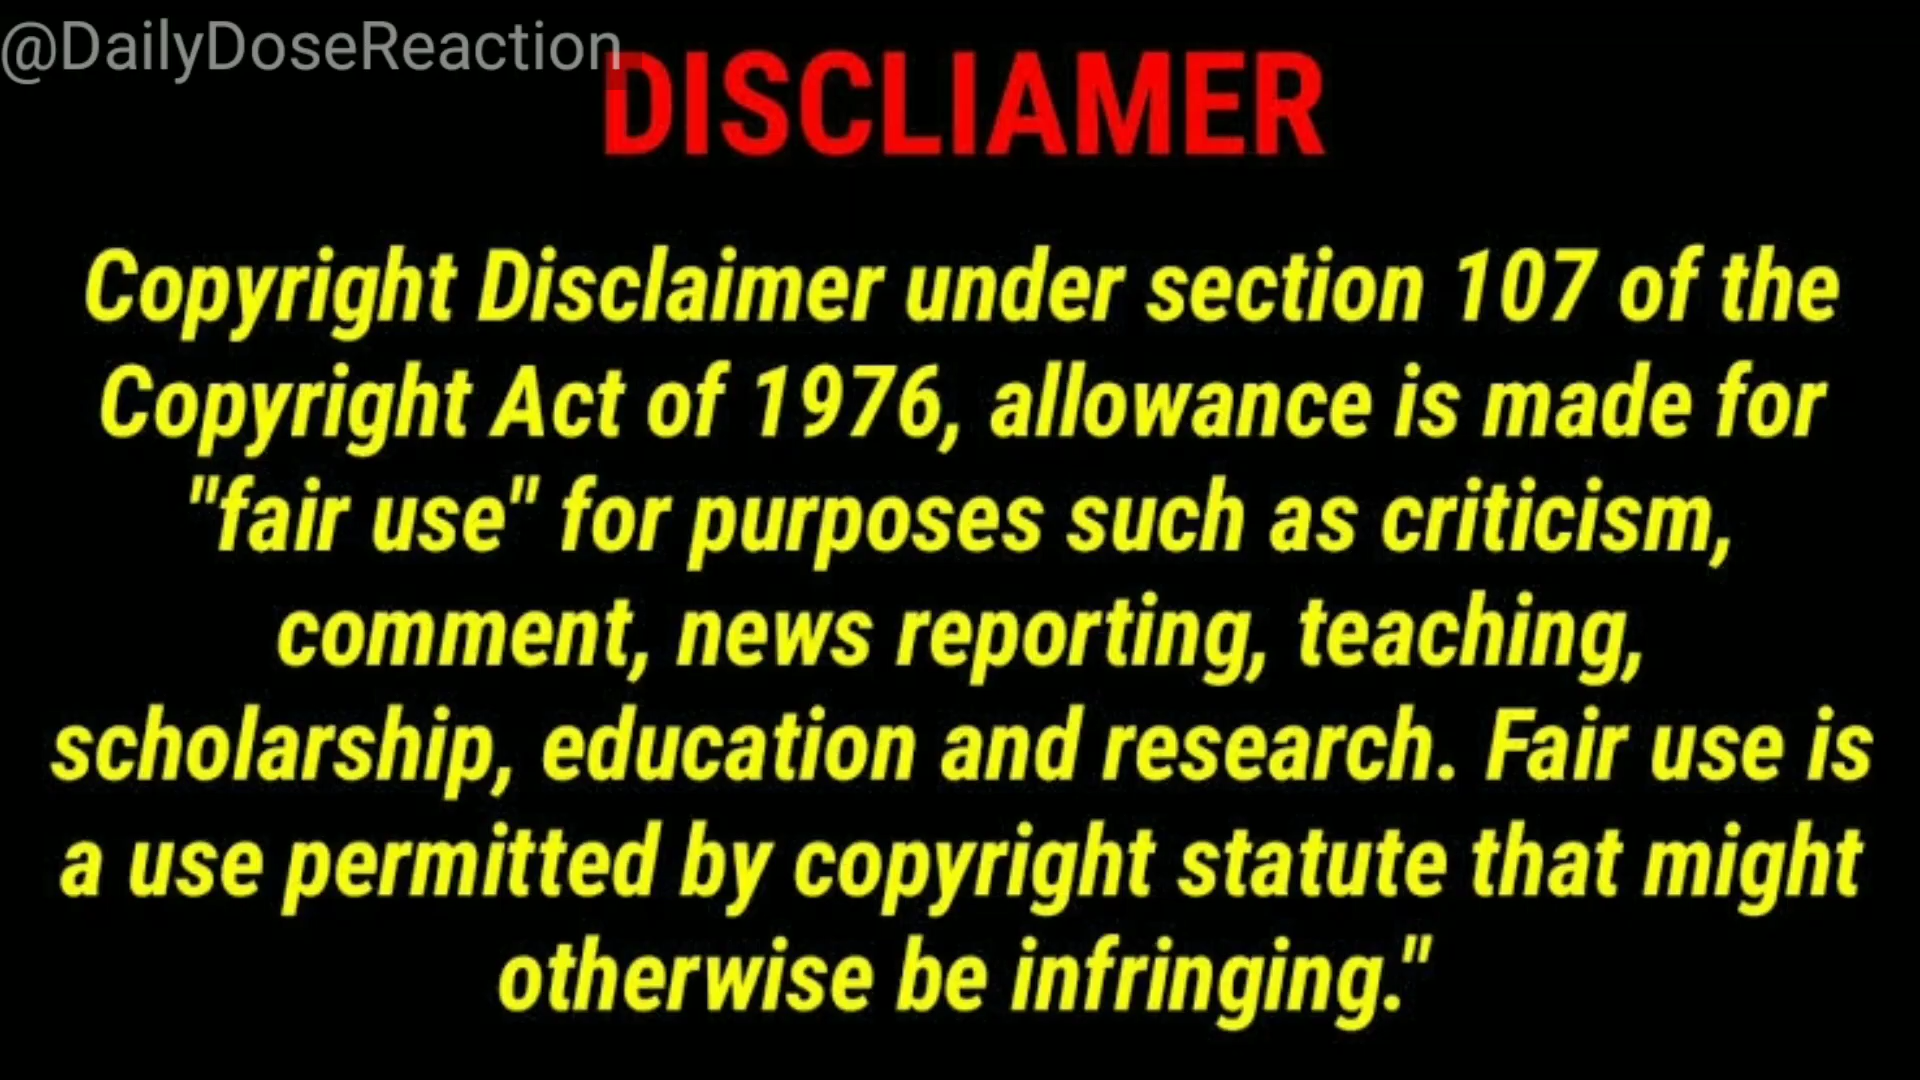 @DailyDoseReaction
DISCLIAMER
Copyright Disclaimer under section 107 of the
Copyright Act of 1976, allowance is made for
"fair use" for purposes such as criticism,
comment, news reporting, teaching,
scholarship, education and research. Fair use is
a use permitted by copyright statute that might
otherwise be infringing."